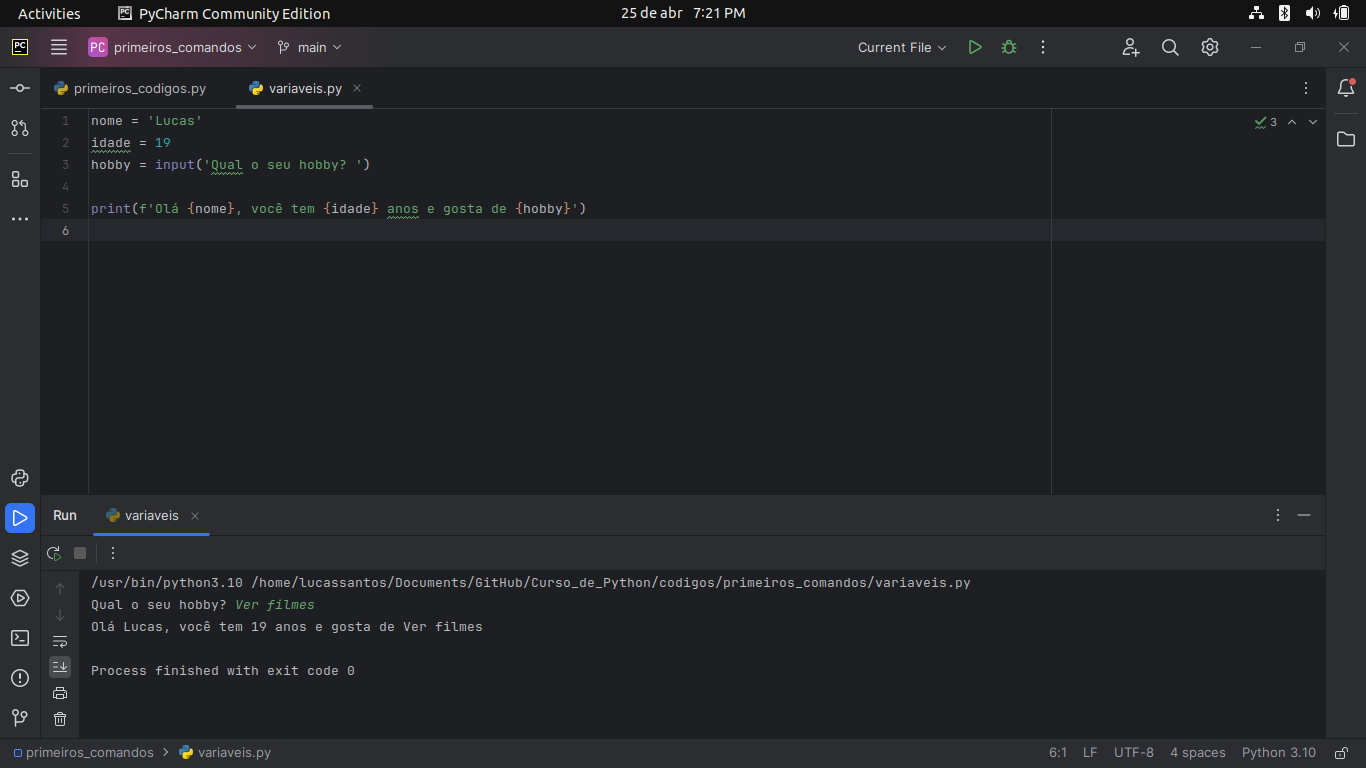 Activities PyCharm Community Edition 25 de abr 7:21 PM
PC PC primeiros_comandos main Current File
primeiros_codigos.py variaveis.py
1 nome = 'Lucas' 3
2 idade = 19
3 hobby = input('Qual o seu hobby? ')
4
5 print(f'Olá {nome}, você tem {idade} anos e gosta de {hobby}')
6
Run variaveis
/usr/bin/python3.10 /home/lucassantos/Documents/GitHub/Curso_de_Python/codigos/primeiros_comandos/variaveis.py
Qual o seu hobby? Ver filmes
Olá Lucas, você tem 19 anos e gosta de Ver filmes
Process finished with exit code 0
primeiros_comandos variaveis.py 6:1 LF UTF-8 4 spaces Python 3.10